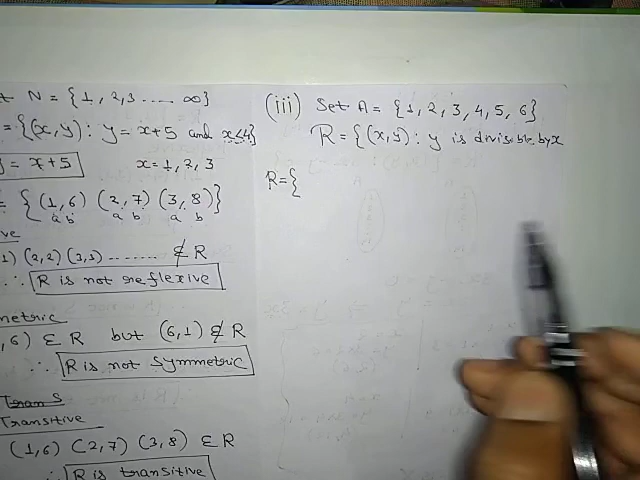 N = {1, 2, 3 ..... ∞}
= {(x, y) : y = x + 5 and x<4}
= x + 5 x = 1, 2, 3
= {(1, 6) (2, 7) (3, 8)}
a b a b a b
(2,2) (3,3) ........ ∉ R
∴ R is not reflexive
6) Ɛ R but (6,1) ∉ R
∴ R is not symmetric
Trans
Transitive
(1,6) (2,7) (3,8) Ɛ R
∴ R is transitive
(iii) Set A = {1, 2, 3, 4, 5, 6}
R = {(x, y) : y is divisible by x
R = {